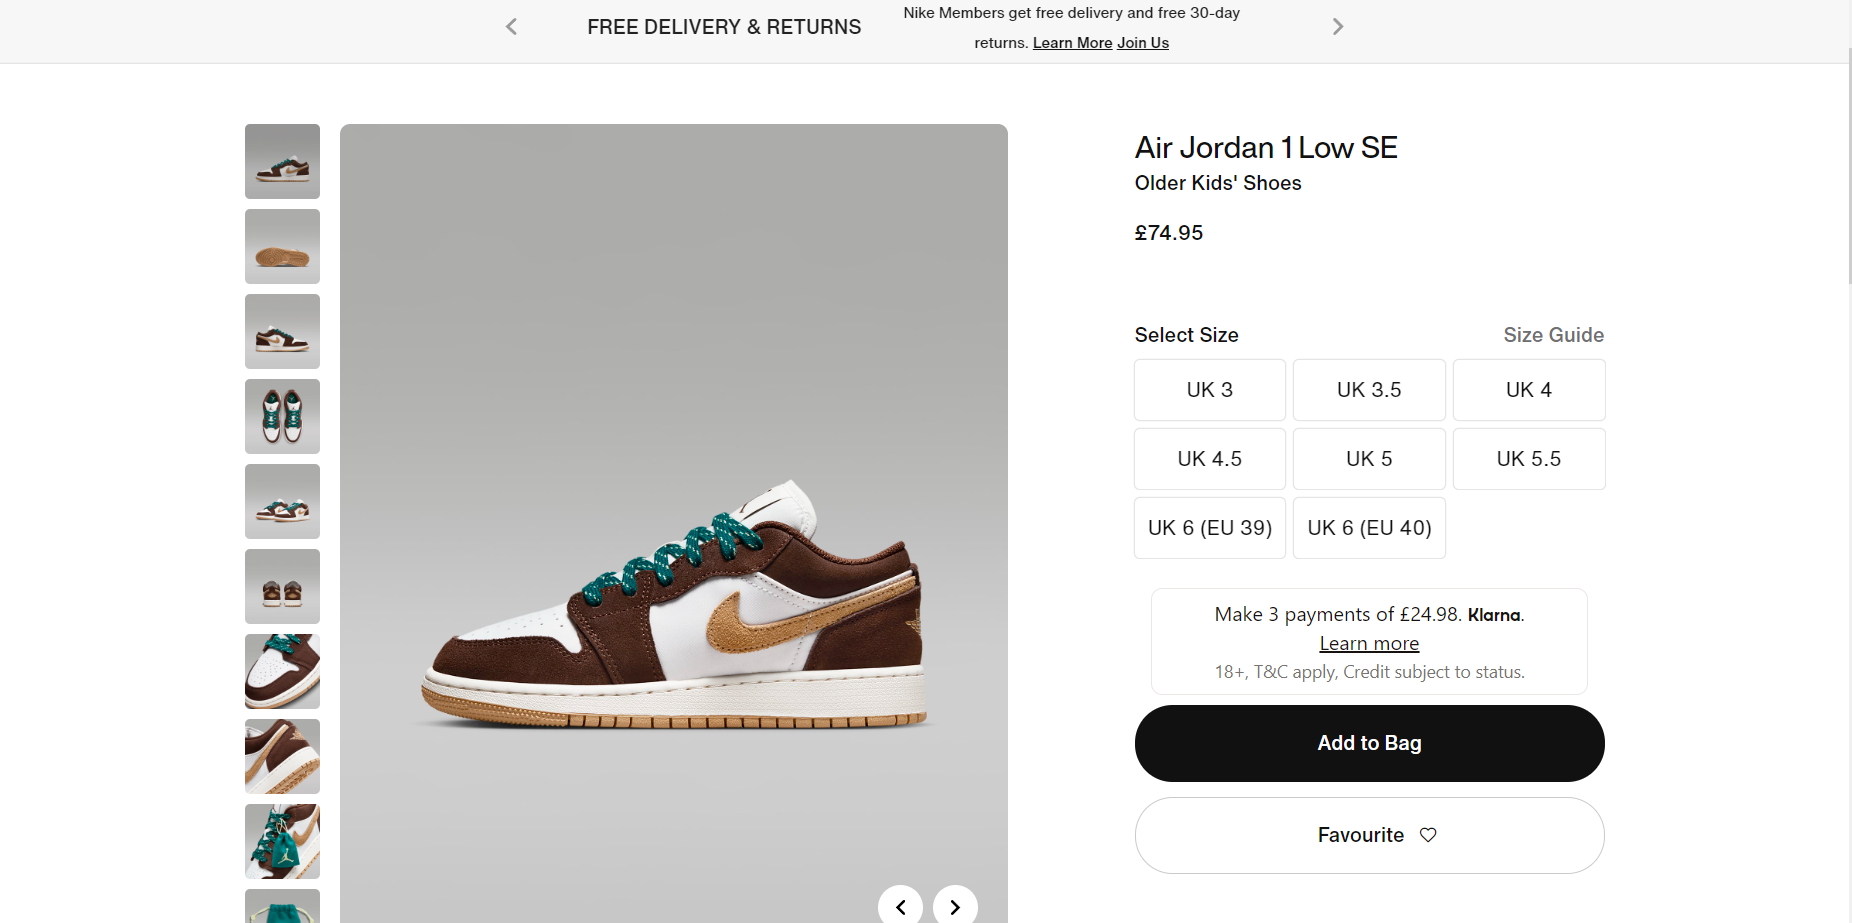 FREE DELIVERY & RETURNS
Nike Members get free delivery and free 30-day
returns. Learn More Join Us
Air Jordan 1 Low SE
Older Kids' Shoes
£74.95
Select Size
Size Guide
UK 3
UK 3.5
UK 4
UK 4.5
UK 5
UK 5.5
UK 6 (EU 39)
UK 6 (EU 40)
Make 3 payments of £24.98. Klarna.
Learn more
18+, T&C apply, Credit subject to status.
Add to Bag
Favourite